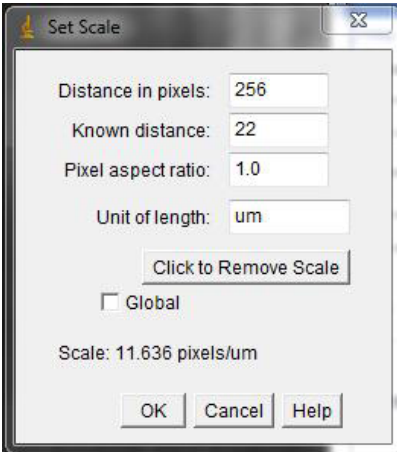 Set Scale
Distance in pixels: 256
Known distance: 22
Pixel aspect ratio: 1.0
Unit of length: um
Click to Remove Scale
Global
Scale: 11.636 pixels/um
OK Cancel Help